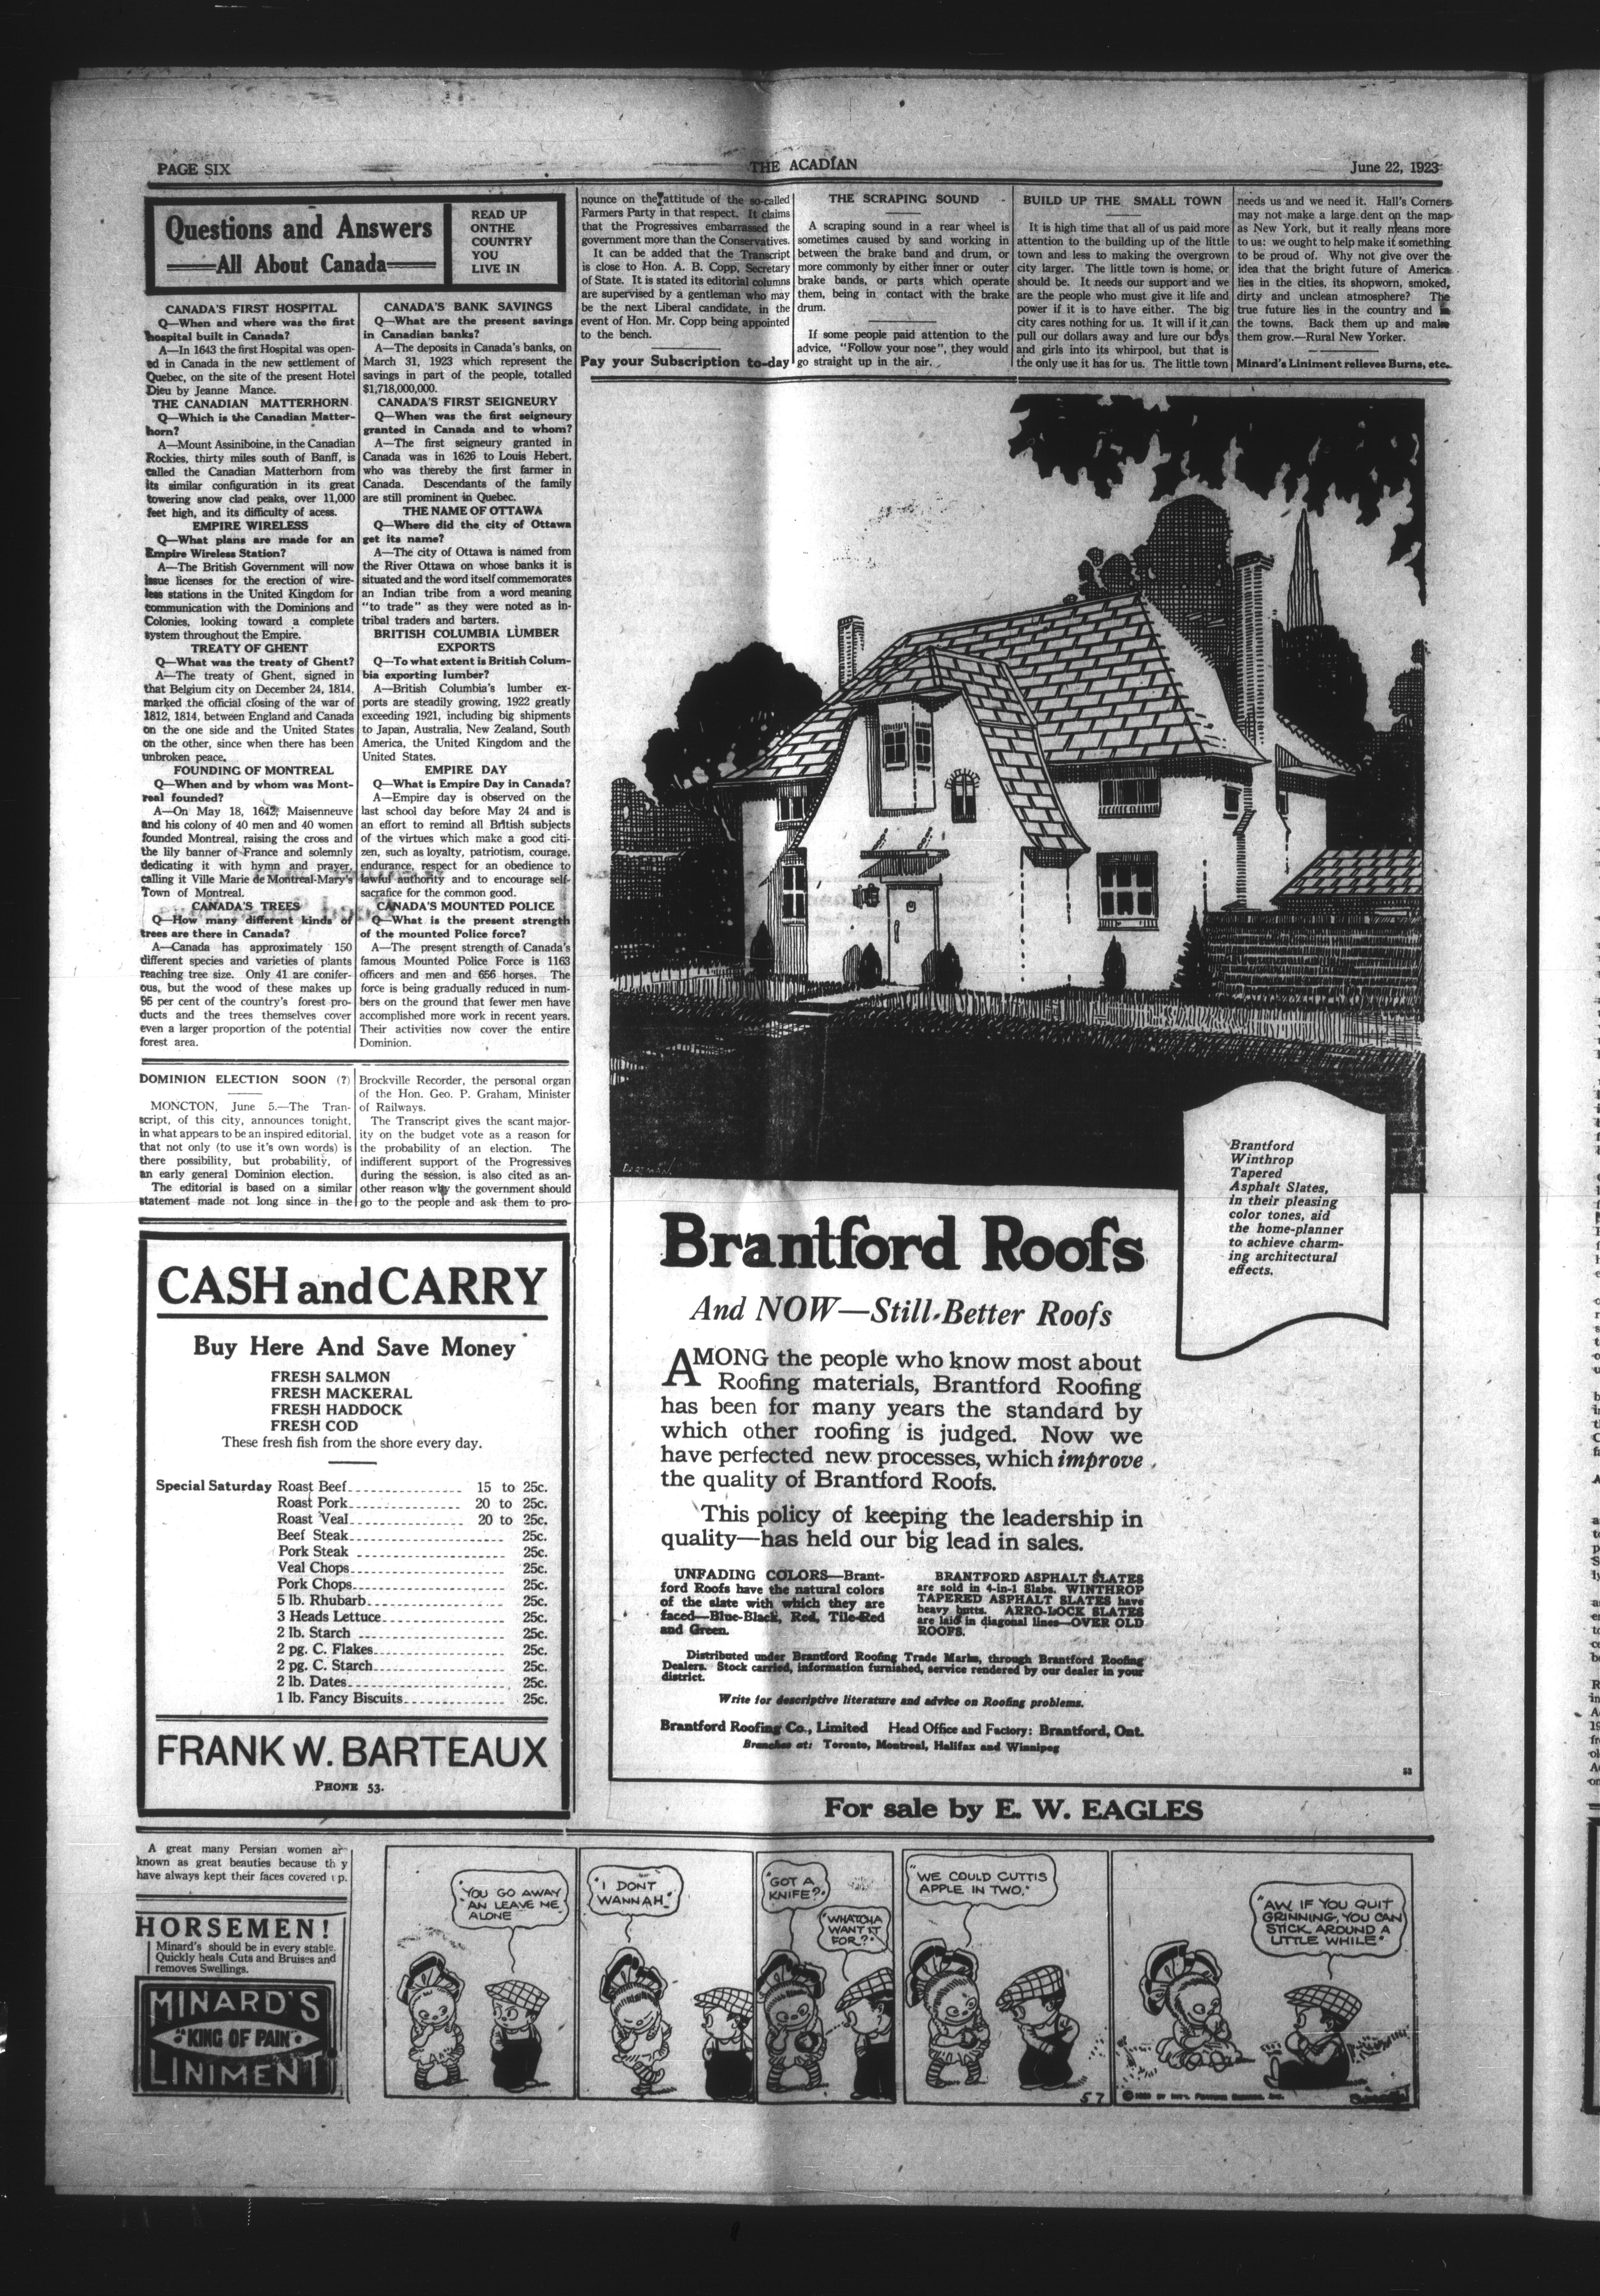 PAGE SIX
THE ACADIAN
June 22, 1923
Questions and Answers
All About Canada
READ UP
ONTHE
COUNTRY
YOU
LIVE IN
CANADA'S FIRST HOSPITAL
Q—When and where was the first
hospital built in Canada?
A—In 1643 the first Hospital was open-
ed in Canada in the new settlement of
Quebec, on the site of the present Hotel
Dieu by Jeanne Mance.
THE CANADIAN MATTERHORN
Q—Which is the Canadian Matter-
horn?
A—Mount Assiniboine, in the Canadian
Rockies, thirty miles south of Banff, is
called the Canadian Matterhorn from
its similar configuration in its great
towering snow clad peaks, over 11,000
feet high, and its difficulty of acess.
EMPIRE WIRELESS
Q—What plans are made for an
Empire Wireless Station?
A—The British Government will now
issue licenses for the erection of wire-
less stations in the United Kingdom for
communication with the Dominions and
Colonies, looking toward a complete
system throughout the Empire.
TREATY OF GHENT
Q—What was the treaty of Ghent?
A—The treaty of Ghent, signed in
that Belgium city on December 24, 1814,
marked the official closing of the war of
1812, 1814, between England and Canada
on the one side and the United States
on the other, since when there has been
unbroken peace.
FOUNDING OF MONTREAL
Q—When and by whom was Mont-
real founded?
A—On May 18, 1642, Maisenneuve
and his colony of 40 men and 40 women
founded Montreal, raising the cross and
the lily banner of France and solemnly
dedicating it with hymn and prayer,
calling it Ville Marie de Montreal-Mary's
Town of Montreal.
CANADA'S TREES
Q—How many different kinds of
trees are there in Canada?
A—Canada has approximately 150
different species and varieties of plants
reaching tree size. Only 41 are conifer-
ous, but the wood of these makes up
95 per cent of the country's forest pro-
ducts and the trees themselves cover
even a larger proportion of the potential
forest area.
CANADA'S BANK SAVINGS
Q—What are the present savings
in Canadian banks?
A—The deposits in Canada's banks, on
March 31, 1923 which represent the
savings in part of the people, totalled
$1,718,000,000.
CANADA'S FIRST SEIGNEURY
Q—When was the first seigneury
granted in Canada and to whom?
A—The first seigneury granted in
Canada was in 1626 to Louis Hebert,
who was thereby the first farmer in
Canada. Descendants of the family
are still prominent in Quebec.
THE NAME OF OTTAWA
Q—Where did the city of Ottawa
get its name?
A—The city of Ottawa is named from
the River Ottawa on whose banks it is
situated and the word itself commemorates
an Indian tribe from a word meaning
"to trade" as they were noted as in-
tribal traders and barters.
BRITISH COLUMBIA LUMBER
EXPORTS
Q—To what extent is British Colum-
bia exporting lumber?
A—British Columbia's lumber ex-
ports are steadily growing, 1922 greatly
exceeding 1921, including big shipments
to Japan, Australia, New Zealand, South
America, the United Kingdom and the
United States.
EMPIRE DAY
Q—What is Empire Day in Canada?
A—Empire day is observed on the
last school day before May 24 and is
an effort to remind all British subjects
of the virtues which make a good citi-
zen, such as loyalty, patriotism, courage,
endurance, respect for an obedience to
lawful authority and to encourage self-
sacrafice for the common good.
CANADA'S MOUNTED POLICE
Q—What is the present strength
of the mounted Police force?
A—The present strength of Canada's
famous Mounted Police Force is 1163
officers and men and 656 horses. The
force is being gradually reduced in num-
bers on the ground that fewer men have
accomplished more work in recent years.
Their activities now cover the entire
Dominion.
DOMINION ELECTION SOON (?)
MONCTON, June 5.—The Tran-
script, of this city, announces tonight,
in what appears to be an inspired editorial,
that not only (to use it's own words) is
there possibility, but probability, of
an early general Dominion election.
The editorial is based on a similar
statement made not long since in the
Brockville Recorder, the personal organ
of the Hon. Geo. P. Graham, Minister
of Railways.
The Transcript gives the scant major-
ity on the budget vote as a reason for
the probability of an election. The
indifferent support of the Progressives
during the session, is also cited as an-
other reason why the government should
go to the people and ask them to pro-
nounce on the attitude of the so-called
Farmers Party in that respect. It claims
that the Progressives embarrassed the
government more than the Conservatives.
It can be added that the Transcript
is close to Hon. A. B. Copp, Secretary
of State. It is stated its editorial columns
are supervised by a gentleman who may
be the next Liberal candidate, in the
event of Hon. Mr. Copp being appointed
to the bench.
Pay your Subscription to-day
THE SCRAPING SOUND
A scraping sound in a rear wheel is
sometimes caused by sand working in
between the brake band and drum, or
more commonly by either inner or outer
brake bands, or parts which operate
them, being in contact with the brake
drum.
If some people paid attention to the
advice, "Follow your nose", they would
go straight up in the air.
BUILD UP THE SMALL TOWN
It is high time that all of us paid more
attention to the building up of the little
town and less to making the overgrown
city larger. The little town is home, or
should be. It needs our support and we
are the people who must give it life and
power if it is to have either. The big
city cares nothing for us. It will if it can
pull our dollars away and lure our boys
and girls into its whirpool, but that is
the only use it has for us. The little town
needs us and we need it. Hall's Corners
may not make a large dent on the map
as New York, but it really means more
to us: we ought to help make it something
to be proud of. Why not give over the
idea that the bright future of America
lies in the cities, its shopworn, smoked,
dirty and unclean atmosphere? The
true future lies in the country and in
the towns. Back them up and make
them grow.—Rural New Yorker.
Minard's Liniment relieves Burns, etc.
CASH and CARRY
Buy Here And Save Money
FRESH SALMON
FRESH MACKERAL
FRESH HADDOCK
FRESH COD
These fresh fish from the shore every day.
Special Saturday Roast Beef 15 to 25c.
Roast Pork 20 to 25c.
Roast Veal 20 to 25c.
Beef Steak 25c.
Pork Steak 25c.
Veal Chops 25c.
Pork Chops 25c.
5 lb. Rhubarb 25c.
3 Heads Lettuce 25c.
2 lb. Starch 25c.
2 pg. C. Flakes 25c.
2 pg. C. Starch 25c.
2 lb. Dates 25c.
1 lb. Fancy Biscuits 25c.
FRANK W. BARTEAUX
PHONE 53.
Brantford
Winthrop
Tapered
Asphalt Slates,
in their pleasing
color tones, aid
the home-planner
to achieve charm-
ing architectural
effects.
Brantford Roofs
And NOW—Still-Better Roofs
AMONG the people who know most about
Roofing materials, Brantford Roofing
has been for many years the standard by
which other roofing is judged. Now we
have perfected new processes, which improve
the quality of Brantford Roofs.
This policy of keeping the leadership in
quality—has held our big lead in sales.
UNFADING COLORS—Brant-
ford Roofs have the natural colors
of the slate with which they are
faced—Blue-Black, Red, Tile-Red
and Green.
BRANTFORD ASPHALT SLATES
are sold in 4-in-1 Slabs. WINTHROP
TAPERED ASPHALT SLATES have
heavy butts. ARRO-LOCK SLATES
are laid in diagonal lines—OVER OLD
ROOFS.
Distributed under Brantford Roofing Trade Marks, through Brantford Roofing
Dealers. Stock carried, information furnished, service rendered by our dealer in your
district.
Write for descriptive literature and advice on Roofing problems.
Brantford Roofing Co., Limited Head Office and Factory: Brantford, Ont.
Branches at: Toronto, Montreal, Halifax and Winnipeg
For sale by E. W. EAGLES
A great many Persian women ar
known as great beauties because th y
have always kept their faces covered p.
HORSEMEN!
Minard's should be in every stable.
Quickly heals Cuts and Bruises and
removes Swellings.
MINARD'S
"KING OF PAIN"
LINIMENT
"YOU GO AWAY
AN LEAVE ME
ALONE"
"I DONT
WANNAH"
"GOT A
KNIFE?"
"WHATCHA
WANT IT
FOR?"
"WE COULD CUT TIS
APPLE IN TWO."
57
"AW, IF YOU QUIT
GRINNING, YOU CAN
STICK AROUND A
LITTLE WHILE"